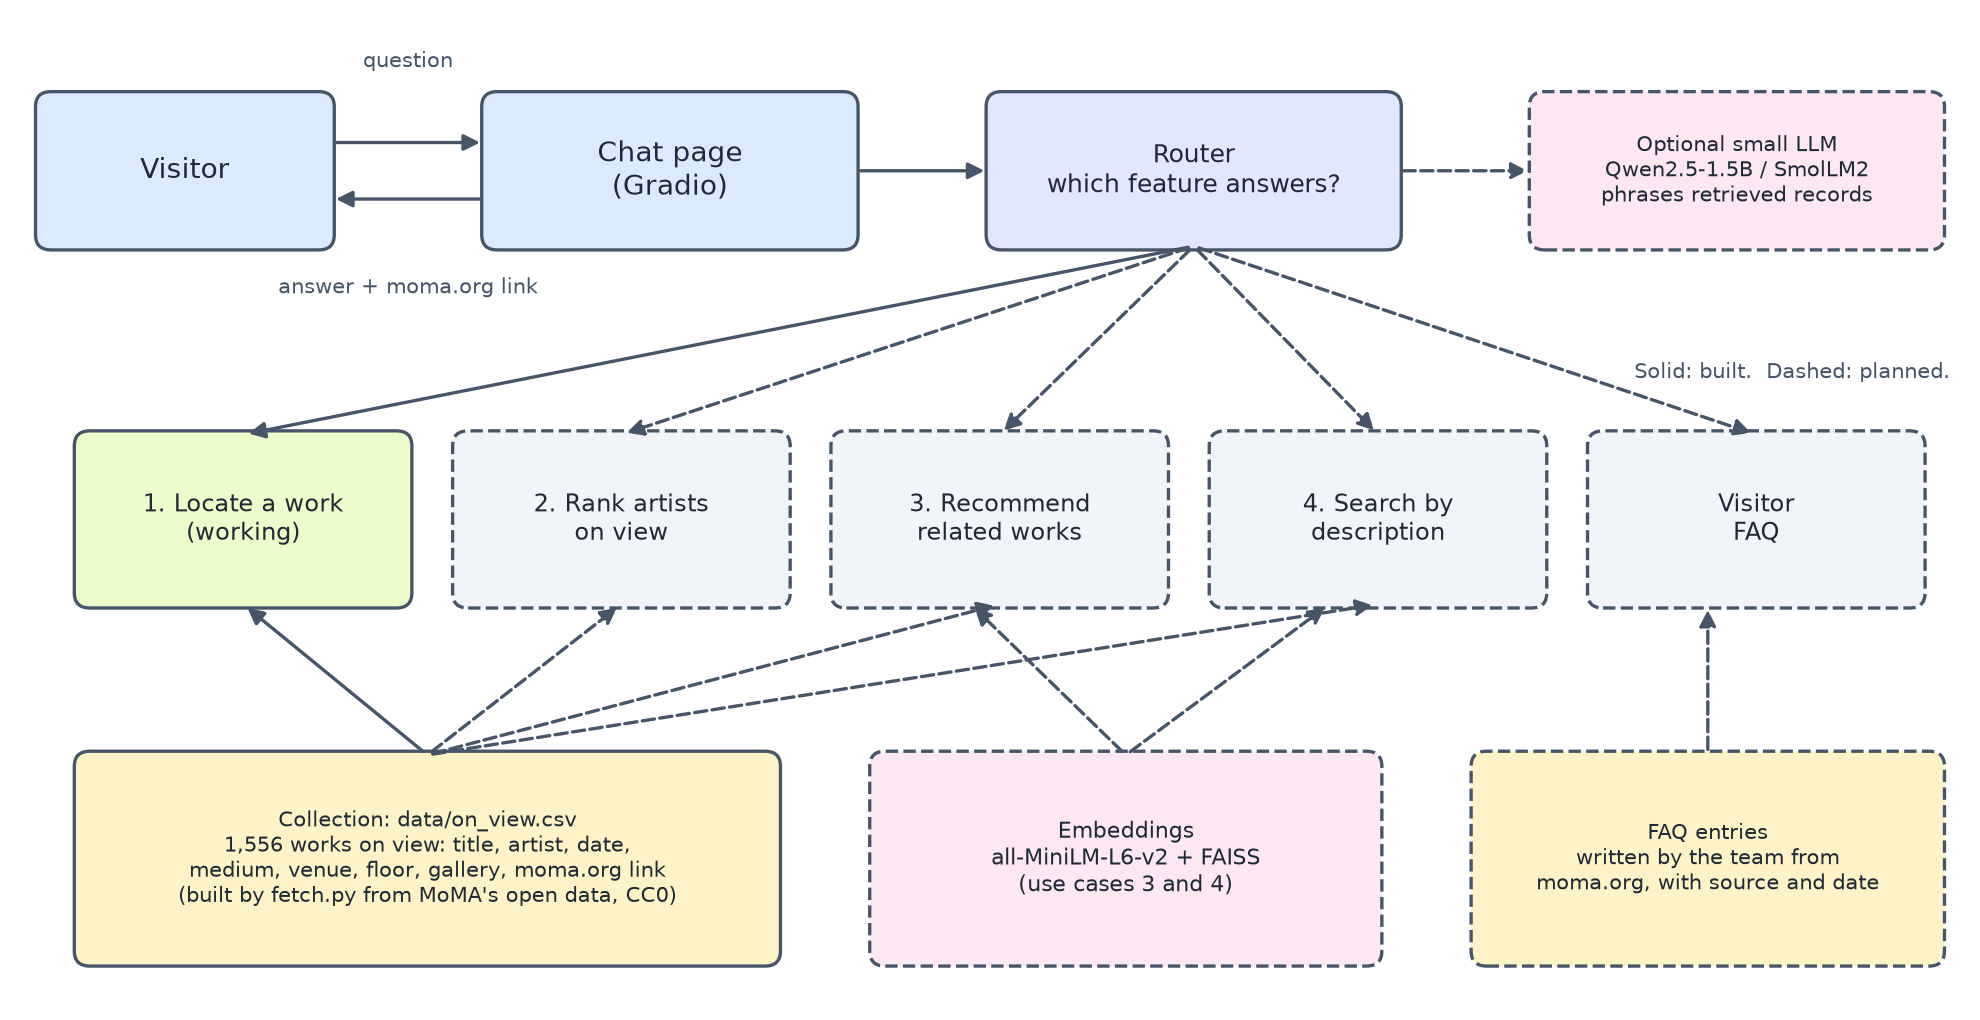 question
Visitor
Chat page
(Gradio)
Router
which feature answers?
Optional small LLM
Qwen2.5-1.5B / SmolLM2
phrases retrieved records
answer + moma.org link
Solid: built.  Dashed: planned.
1. Locate a work
(working)
2. Rank artists
on view
3. Recommend
related works
4. Search by
description
Visitor
FAQ
Collection: data/on_view.csv
1,556 works on view: title, artist, date,
medium, venue, floor, gallery, moma.org link
(built by fetch.py from MoMA's open data, CC0)
Embeddings
all-MiniLM-L6-v2 + FAISS
(use cases 3 and 4)
FAQ entries
written by the team from
moma.org, with source and date